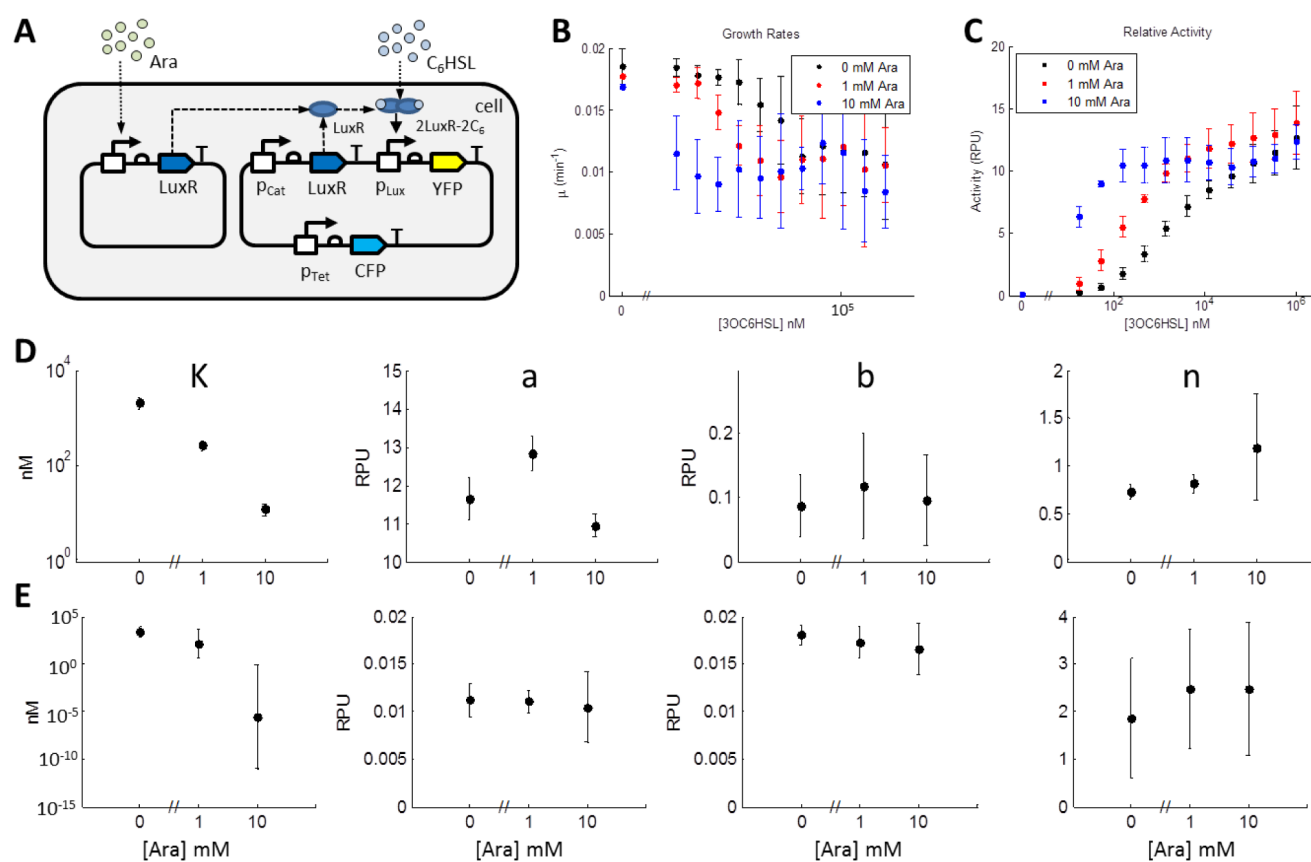 A
Ara
C6HSL
cell
LuxR
2LuxR-2C6
LuxR
pCat
LuxR
pLux
YFP
pTet
CFP
B
Growth Rates
0 mM Ara
1 mM Ara
10 mM Ara
μ (min-1)
0.02
0.015
0.01
0.005
0
0
//
10^5
[3OC6HSL] nM
C
Relative Activity
0 mM Ara
1 mM Ara
10 mM Ara
Activity (RPU)
20
15
10
5
0
0
//
10^2
10^4
10^6
[3OC6HSL] nM
D
K
nM
10^4
10^2
10^0
0 // 1 10
a
RPU
15
14
13
12
11
10
0 // 1 10
b
RPU
0.2
0.1
0
0 // 1 10
n
2
1.5
1
0.5
0
0 // 1 10
E
nM
10^5
10^0
10^-5
10^-10
10^-15
0 // 1 10
[Ara] mM
RPU
0.02
0.015
0.01
0.005
0
0 // 1 10
[Ara] mM
RPU
0.02
0.015
0.01
0.005
0
0 // 1 10
[Ara] mM
4
3
2
1
0
0 // 1 10
[Ara] mM